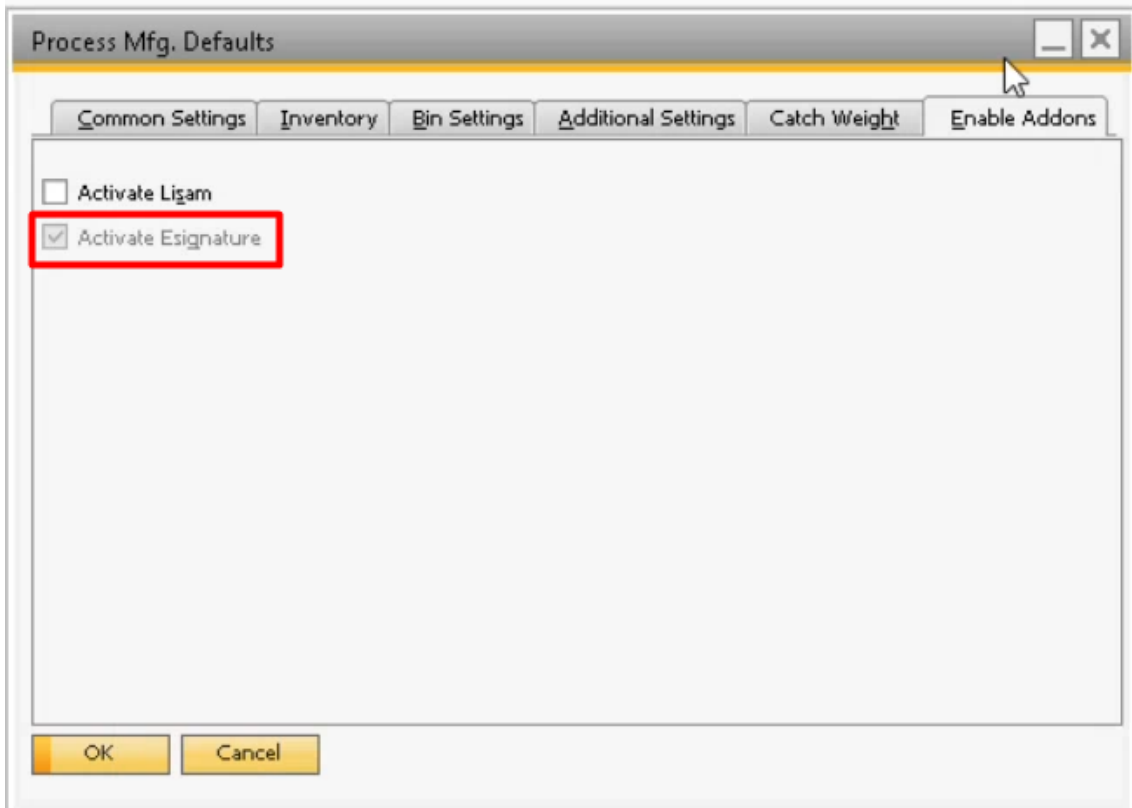 Process Mfg. Defaults
Common Settings Inventory Bin Settings Additional Settings Catch Weight Enable Addons
Activate Lisam
Activate Esignature
OK Cancel